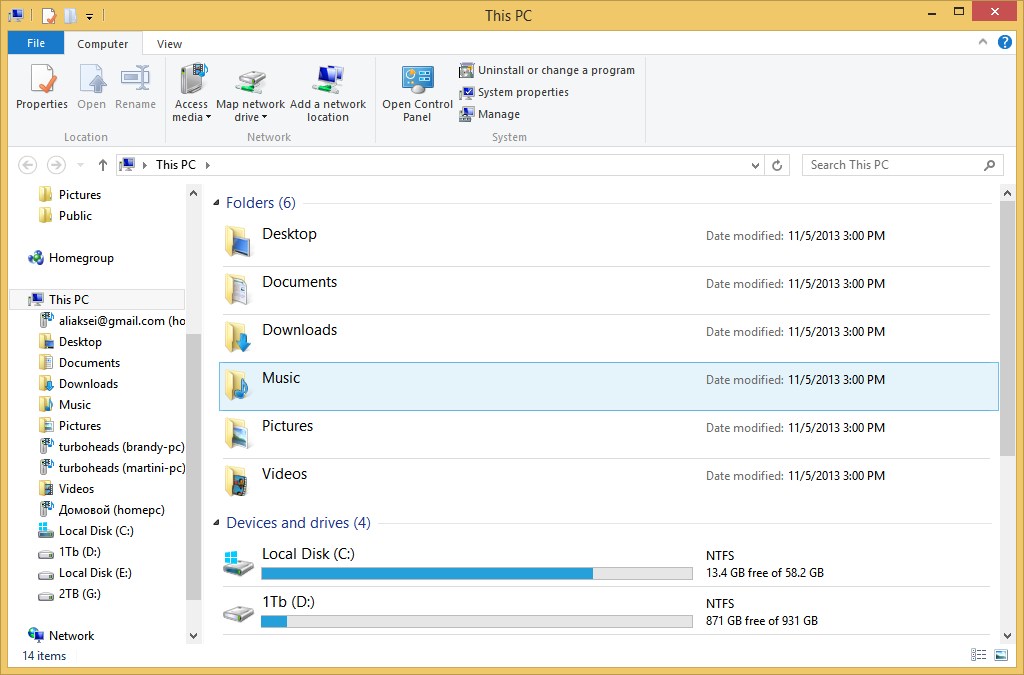 This PC
File Computer View
Properties Open Rename
Location
Access media
Map network drive
Add a network location
Network
Open Control Panel
Uninstall or change a program
System properties
Manage
System
This PC
Search This PC
Pictures
Public
Homegroup
This PC
aliaksei@gmail.com (ho
Desktop
Documents
Downloads
Music
Pictures
turboheads (brandy-pc)
turboheads (martini-pc)
Videos
Домовой (homepc)
Local Disk (C:)
1Tb (D:)
Local Disk (E:)
2TB (G:)
Network
Folders (6)
Desktop Date modified: 11/5/2013 3:00 PM
Documents Date modified: 11/5/2013 3:00 PM
Downloads Date modified: 11/5/2013 3:00 PM
Music Date modified: 11/5/2013 3:00 PM
Pictures Date modified: 11/5/2013 3:00 PM
Videos Date modified: 11/5/2013 3:00 PM
Devices and drives (4)
Local Disk (C:) NTFS
13.4 GB free of 58.2 GB
1Tb (D:) NTFS
871 GB free of 931 GB
14 items